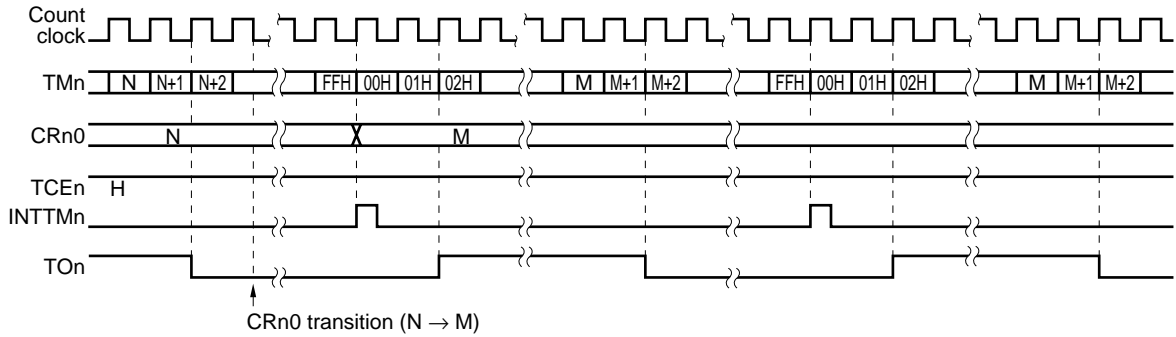 Count
clock
TMn N N+1 N+2 FFH 00H 01H 02H M M+1 M+2 FFH 00H 01H 02H M M+1 M+2
CRn0 N M
TCEn H
INTTMn
TOn
CRn0 transition (N → M)